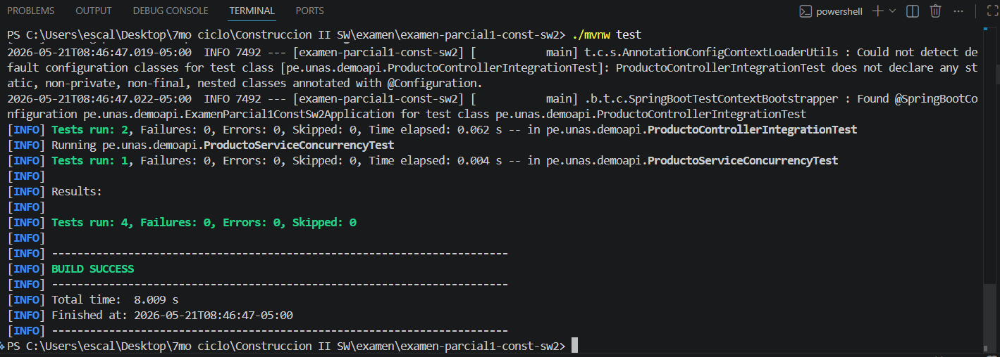 PROBLEMS OUTPUT DEBUG CONSOLE TERMINAL PORTS powershell
PS C:\Users\escal\Desktop\7mo ciclo\Construccion II SW\examen\examen-parcial1-const-sw2> ./mvnw test
2026-05-21T08:46:47.019-05:00  INFO 7492 --- [examen-parcial1-const-sw2] [           main] t.c.s.AnnotationConfigContextLoaderUtils : Could not detect de
fault configuration classes for test class [pe.unas.demoapi.ProductoControllerIntegrationTest]: ProductoControllerIntegrationTest does not declare any st
atic, non-private, non-final, nested classes annotated with @Configuration.
2026-05-21T08:46:47.022-05:00  INFO 7492 --- [examen-parcial1-const-sw2] [           main] .b.t.c.SpringBootTestContextBootstrapper : Found @SpringBootCo
nfiguration pe.unas.demoapi.ExamenParcial1ConstSw2Application for test class pe.unas.demoapi.ProductoControllerIntegrationTest
[INFO] Tests run: 2, Failures: 0, Errors: 0, Skipped: 0, Time elapsed: 0.062 s -- in pe.unas.demoapi.ProductoControllerIntegrationTest
[INFO] Running pe.unas.demoapi.ProductoServiceConcurrencyTest
[INFO] Tests run: 1, Failures: 0, Errors: 0, Skipped: 0, Time elapsed: 0.004 s -- in pe.unas.demoapi.ProductoServiceConcurrencyTest
[INFO]
[INFO] Results:
[INFO]
[INFO] Tests run: 4, Failures: 0, Errors: 0, Skipped: 0
[INFO]
[INFO] ------------------------------------------------------------------------
[INFO] BUILD SUCCESS
[INFO] ------------------------------------------------------------------------
[INFO] Total time:  8.009 s
[INFO] Finished at: 2026-05-21T08:46:47-05:00
[INFO] ------------------------------------------------------------------------
PS C:\Users\escal\Desktop\7mo ciclo\Construccion II SW\examen\examen-parcial1-const-sw2>